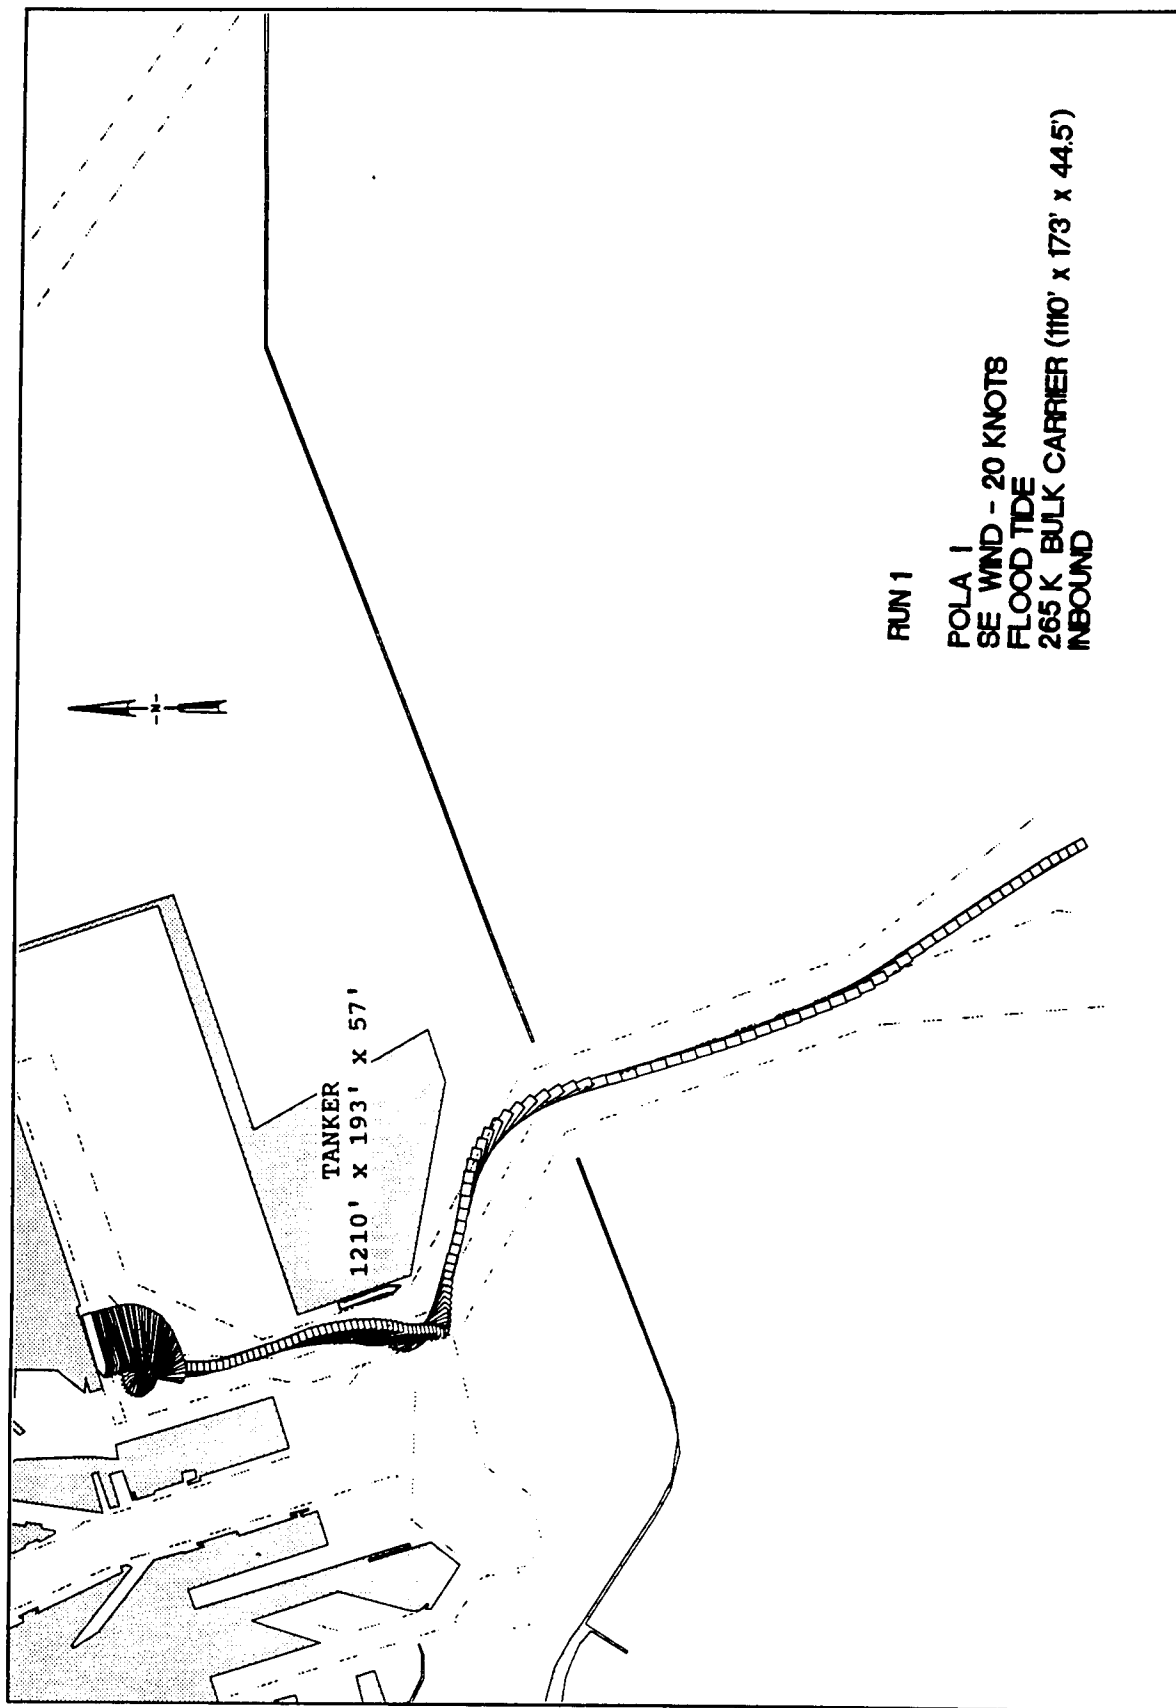 -N-
TANKER
1210' x 193' x 57'
RUN 1
POLA 1
SE WIND - 20 KNOTS
FLOOD TIDE
265 K BULK CARRIER (1110' x 173' x 44.5')
INBOUND